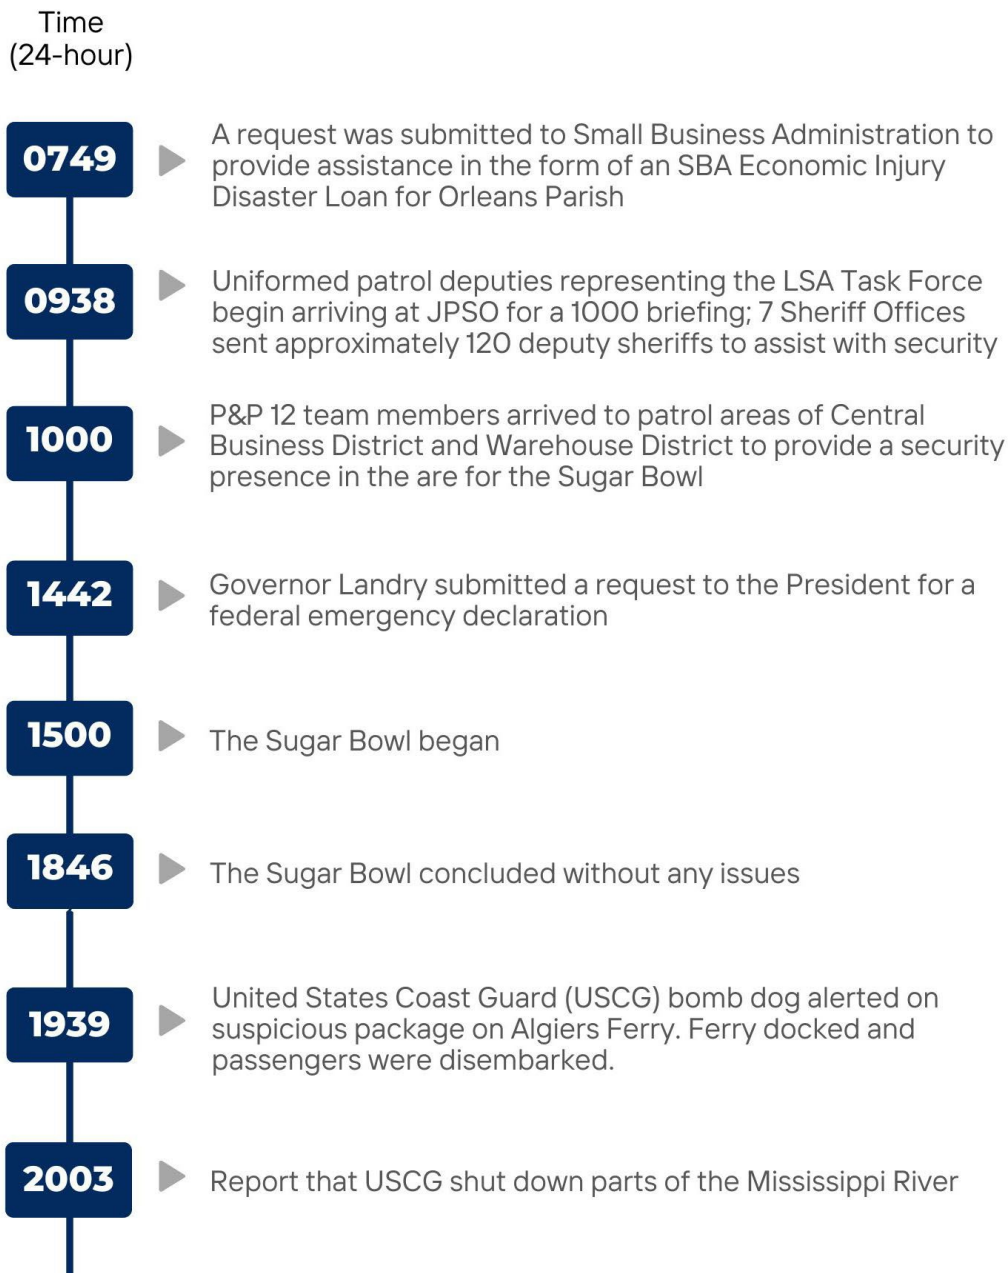 Time
(24-hour)
0749
A request was submitted to Small Business Administration to
provide assistance in the form of an SBA Economic Injury
Disaster Loan for Orleans Parish
0938
Uniformed patrol deputies representing the LSA Task Force
begin arriving at JPSO for a 1000 briefing; 7 Sheriff Offices
sent approximately 120 deputy sheriffs to assist with security
1000
P&P 12 team members arrived to patrol areas of Central
Business District and Warehouse District to provide a security
presence in the are for the Sugar Bowl
1442
Governor Landry submitted a request to the President for a
federal emergency declaration
1500
The Sugar Bowl began
1846
The Sugar Bowl concluded without any issues
1939
United States Coast Guard (USCG) bomb dog alerted on
suspicious package on Algiers Ferry. Ferry docked and
passengers were disembarked.
2003
Report that USCG shut down parts of the Mississippi River